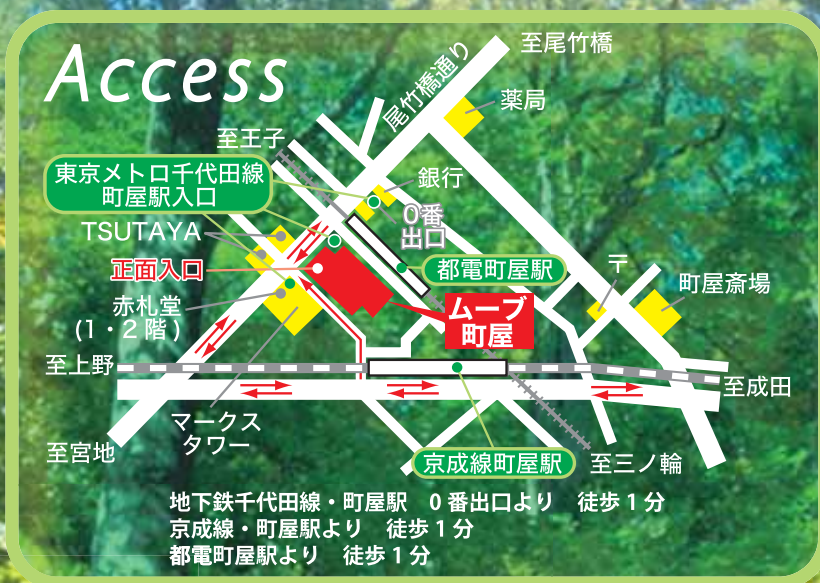 Access
至尾竹橋
尾竹橋通り
薬局
至王子
東京メトロ千代田線
町屋駅入口
銀行
0番
出口
TSUTAYA
都電町屋駅
〒
正面入口
町屋斎場
赤札堂
(1・2階)
ムーブ
町屋
至上野
至成田
マークス
タワー
至宮地
京成線町屋駅
至三ノ輪
地下鉄千代田線・町屋駅　0番出口より　徒歩1分
京成線・町屋駅より　徒歩1分
都電町屋駅より　徒歩1分